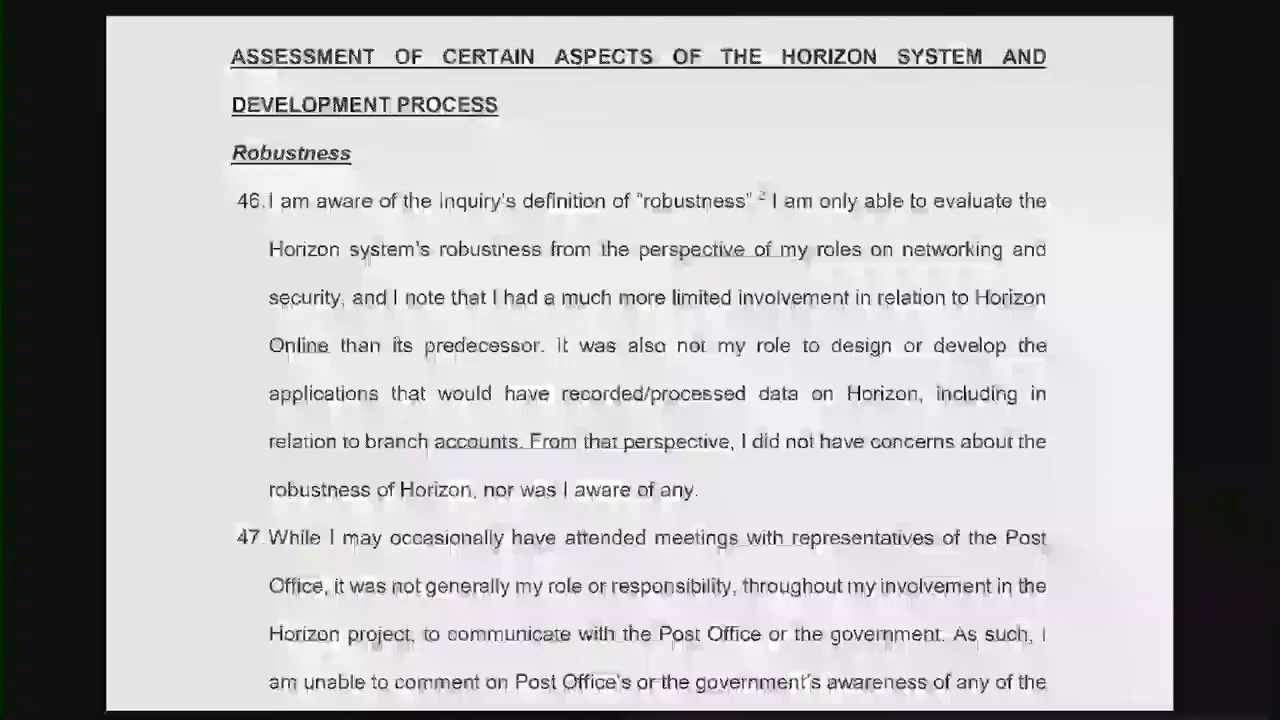 ASSESSMENT OF CERTAIN ASPECTS OF THE HORIZON SYSTEM AND
DEVELOPMENT PROCESS
Robustness
46. I am aware of the Inquiry's definition of "robustness" 2 I am only able to evaluate the
Horizon system's robustness from the perspective of my roles on networking and
security, and I note that I had a much more limited involvement in relation to Horizon
Online than its predecessor. It was also not my role to design or develop the
applications that would have recorded/processed data on Horizon, including in
relation to branch accounts. From that perspective, I did not have concerns about the
robustness of Horizon, nor was I aware of any.
47. While I may occasionally have attended meetings with representatives of the Post
Office, it was not generally my role or responsibility, throughout my involvement in the
Horizon project, to communicate with the Post Office or the government. As such, I
am unable to comment on Post Office's or the government's awareness of any of the